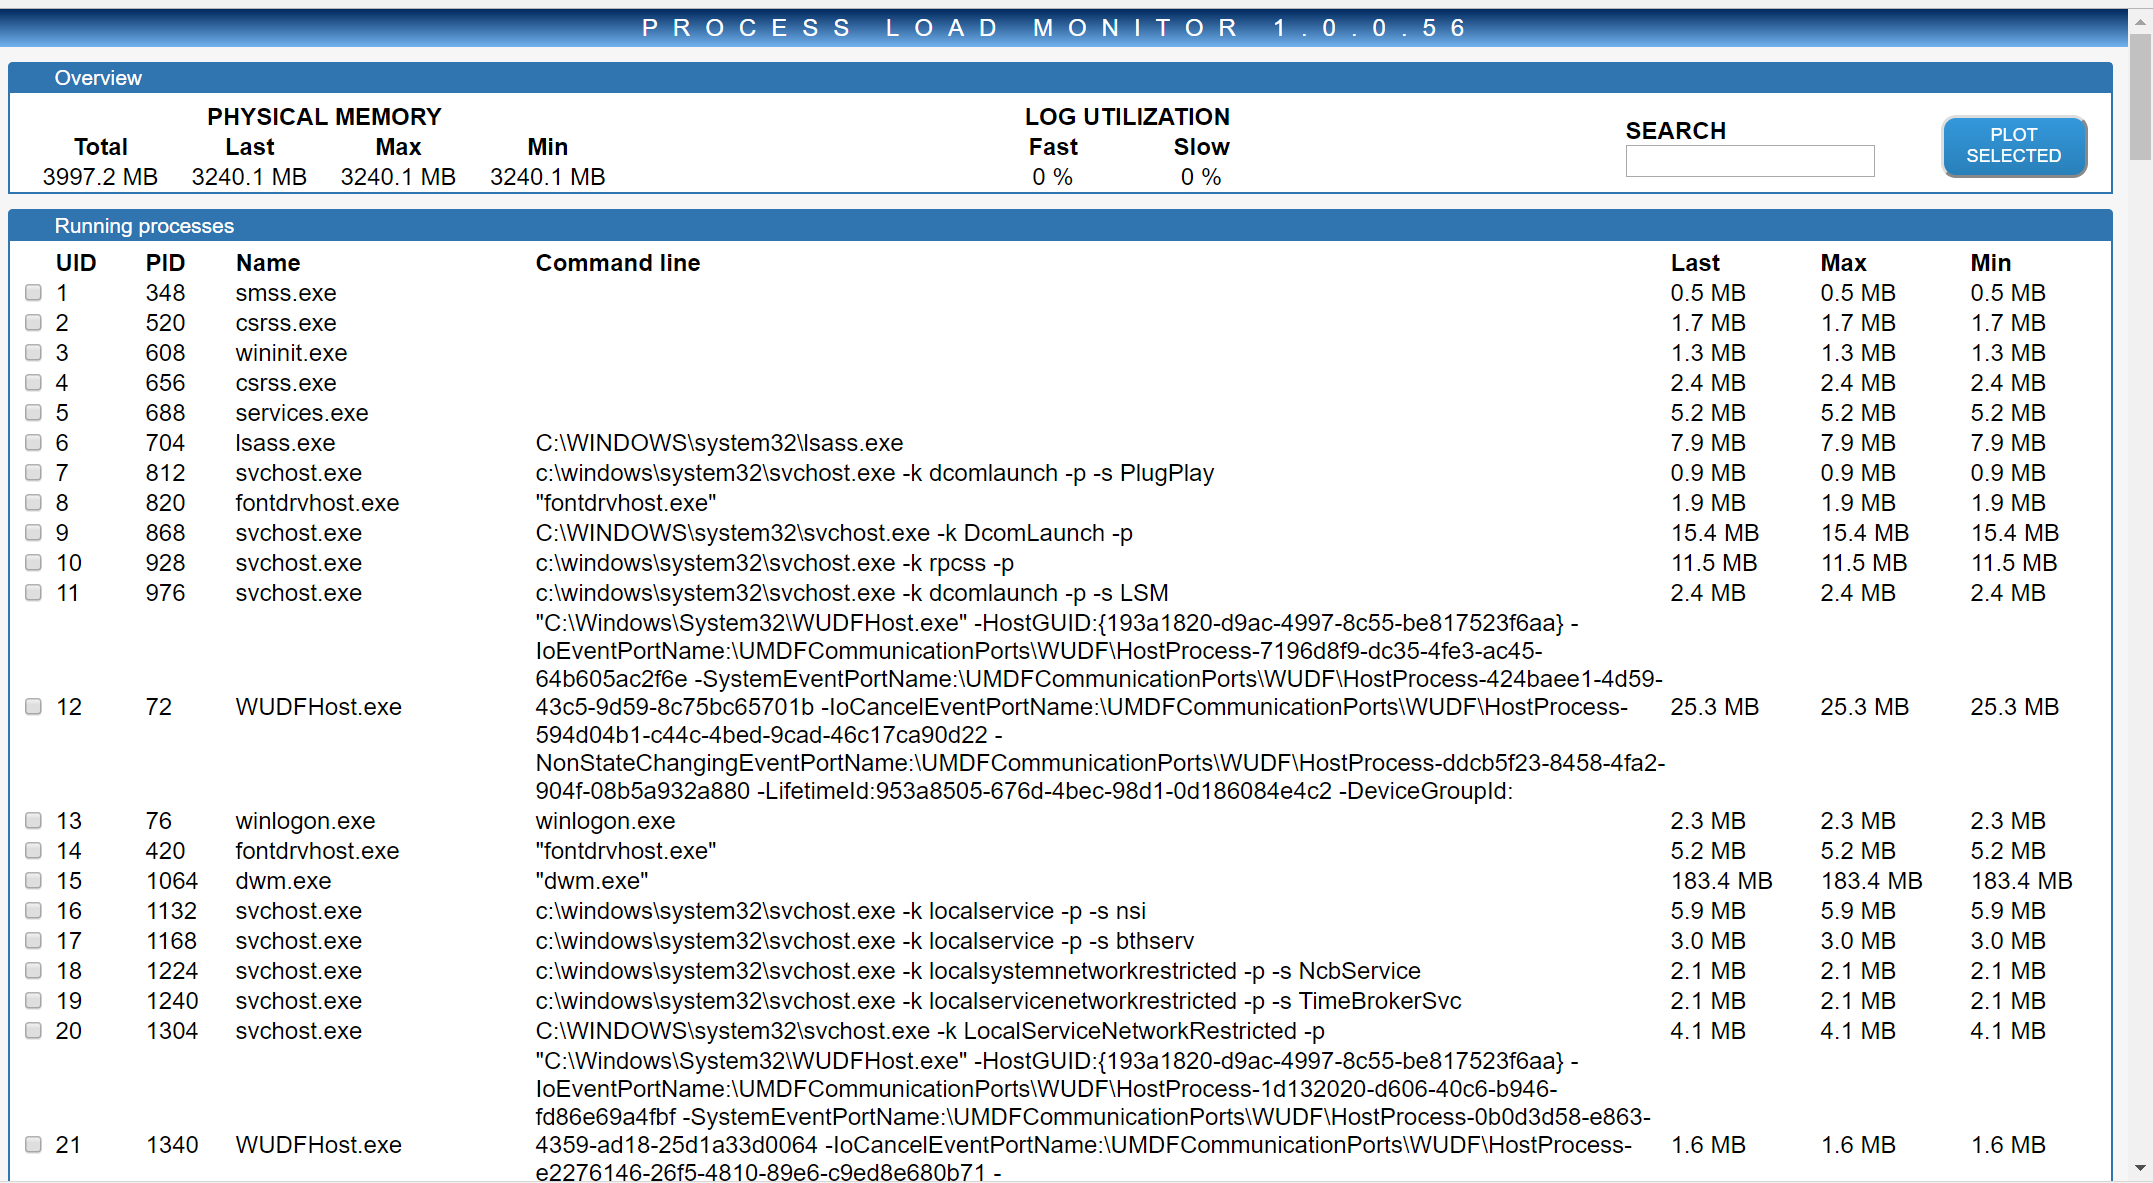 PROCESS LOAD MONITOR 1.0.0.56
Overview
PHYSICAL MEMORY
Total Last Max Min
3997.2 MB 3240.1 MB 3240.1 MB 3240.1 MB
LOG UTILIZATION
Fast Slow
0 % 0 %
SEARCH
PLOT
SELECTED
Running processes
UID PID Name Command line Last Max Min
1 348 smss.exe 0.5 MB 0.5 MB 0.5 MB
2 520 csrss.exe 1.7 MB 1.7 MB 1.7 MB
3 608 wininit.exe 1.3 MB 1.3 MB 1.3 MB
4 656 csrss.exe 2.4 MB 2.4 MB 2.4 MB
5 688 services.exe 5.2 MB 5.2 MB 5.2 MB
6 704 lsass.exe C:\WINDOWS\system32\lsass.exe 7.9 MB 7.9 MB 7.9 MB
7 812 svchost.exe c:\windows\system32\svchost.exe -k dcomlaunch -p -s PlugPlay 0.9 MB 0.9 MB 0.9 MB
8 820 fontdrvhost.exe "fontdrvhost.exe" 1.9 MB 1.9 MB 1.9 MB
9 868 svchost.exe C:\WINDOWS\system32\svchost.exe -k DcomLaunch -p 15.4 MB 15.4 MB 15.4 MB
10 928 svchost.exe c:\windows\system32\svchost.exe -k rpcss -p 11.5 MB 11.5 MB 11.5 MB
11 976 svchost.exe c:\windows\system32\svchost.exe -k dcomlaunch -p -s LSM 2.4 MB 2.4 MB 2.4 MB
"C:\Windows\System32\WUDFHost.exe" -HostGUID:{193a1820-d9ac-4997-8c55-be817523f6aa} -
IoEventPortName:\UMDFCommunicationPorts\WUDF\HostProcess-7196d8f9-dc35-4fe3-ac45-
64b605ac2f6e -SystemEventPortName:\UMDFCommunicationPorts\WUDF\HostProcess-424baee1-4d59-
12 72 WUDFHost.exe 43c5-9d59-8c75bc65701b -IoCancelEventPortName:\UMDFCommunicationPorts\WUDF\HostProcess- 25.3 MB 25.3 MB 25.3 MB
594d04b1-c44c-4bed-9cad-46c17ca90d22 -
NonStateChangingEventPortName:\UMDFCommunicationPorts\WUDF\HostProcess-ddcb5f23-8458-4fa2-
904f-08b5a932a880 -LifetimeId:953a8505-676d-4bec-98d1-0d186084e4c2 -DeviceGroupId:
13 76 winlogon.exe winlogon.exe 2.3 MB 2.3 MB 2.3 MB
14 420 fontdrvhost.exe "fontdrvhost.exe" 5.2 MB 5.2 MB 5.2 MB
15 1064 dwm.exe "dwm.exe" 183.4 MB 183.4 MB 183.4 MB
16 1132 svchost.exe c:\windows\system32\svchost.exe -k localservice -p -s nsi 5.9 MB 5.9 MB 5.9 MB
17 1168 svchost.exe c:\windows\system32\svchost.exe -k localservice -p -s bthserv 3.0 MB 3.0 MB 3.0 MB
18 1224 svchost.exe c:\windows\system32\svchost.exe -k localsystemnetworkrestricted -p -s NcbService 2.1 MB 2.1 MB 2.1 MB
19 1240 svchost.exe c:\windows\system32\svchost.exe -k localservicenetworkrestricted -p -s TimeBrokerSvc 2.1 MB 2.1 MB 2.1 MB
20 1304 svchost.exe C:\WINDOWS\system32\svchost.exe -k LocalServiceNetworkRestricted -p 4.1 MB 4.1 MB 4.1 MB
"C:\Windows\System32\WUDFHost.exe" -HostGUID:{193a1820-d9ac-4997-8c55-be817523f6aa} -
IoEventPortName:\UMDFCommunicationPorts\WUDF\HostProcess-1d132020-d606-40c6-b946-
fd86e69a4fbf -SystemEventPortName:\UMDFCommunicationPorts\WUDF\HostProcess-0b0d3d58-e863-
21 1340 WUDFHost.exe 4359-ad18-25d1a33d0064 -IoCancelEventPortName:\UMDFCommunicationPorts\WUDF\HostProcess- 1.6 MB 1.6 MB 1.6 MB
e2276146-26f5-4810-89e6-c9ed8e680b71 -